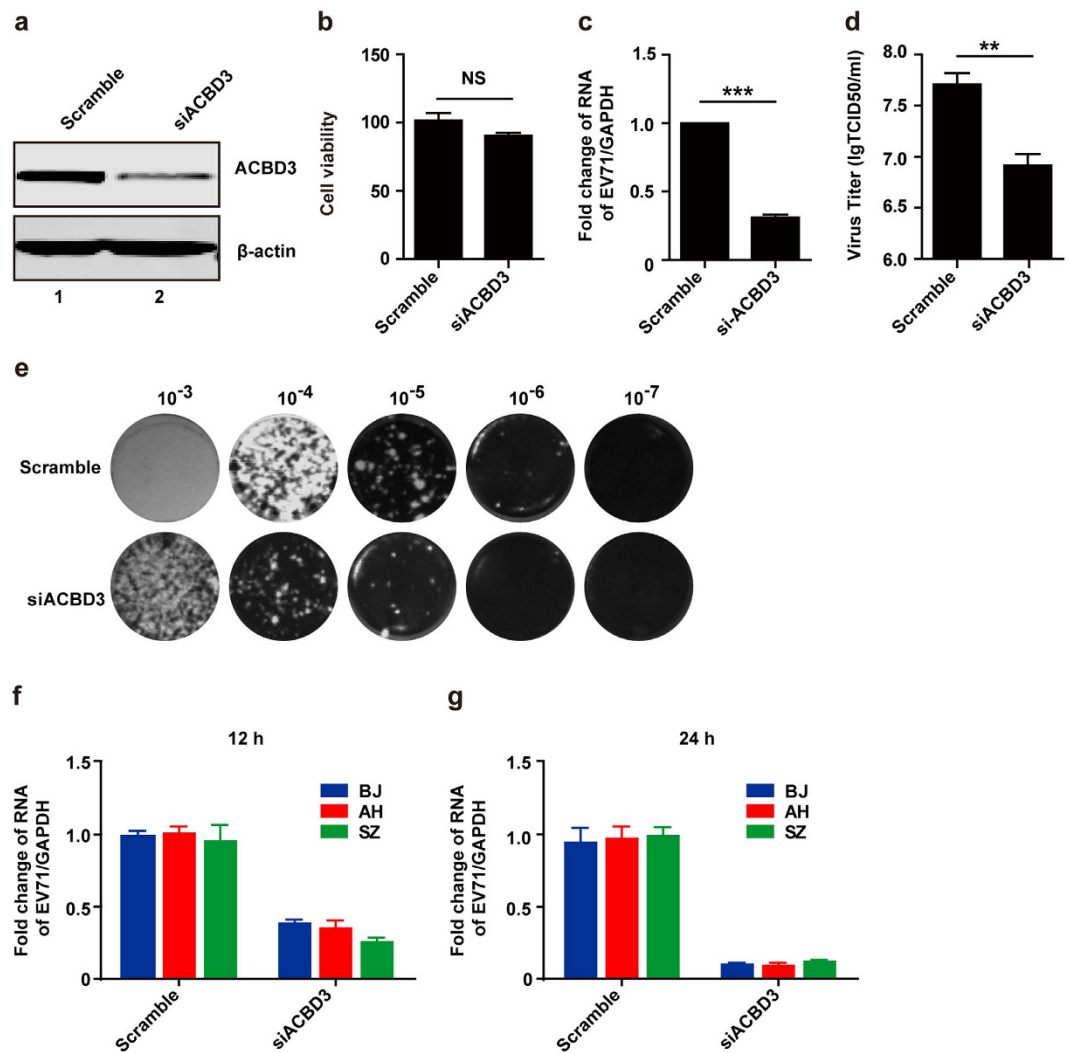 a
Scramble
siACBD3
ACBD3
β-actin
1
2
b
Cell viability
150
100
50
0
NS
Scramble
siACBD3
c
Fold change of RNA
of EV71/GAPDH
1.5
1.0
0.5
0
***
Scramble
si-ACBD3
d
Virus Titer (lgTCID50/ml)
8.0
7.5
7.0
6.5
6.0
**
Scramble
siACBD3
e
10-3
10-4
10-5
10-6
10-7
Scramble
siACBD3
f
12 h
Fold change of RNA
of EV71/GAPDH
1.5
1.0
0.5
0
BJ
AH
SZ
Scramble
siACBD3
g
24 h
Fold change of RNA
of EV71/GAPDH
1.5
1.0
0.5
0
BJ
AH
SZ
Scramble
siACBD3